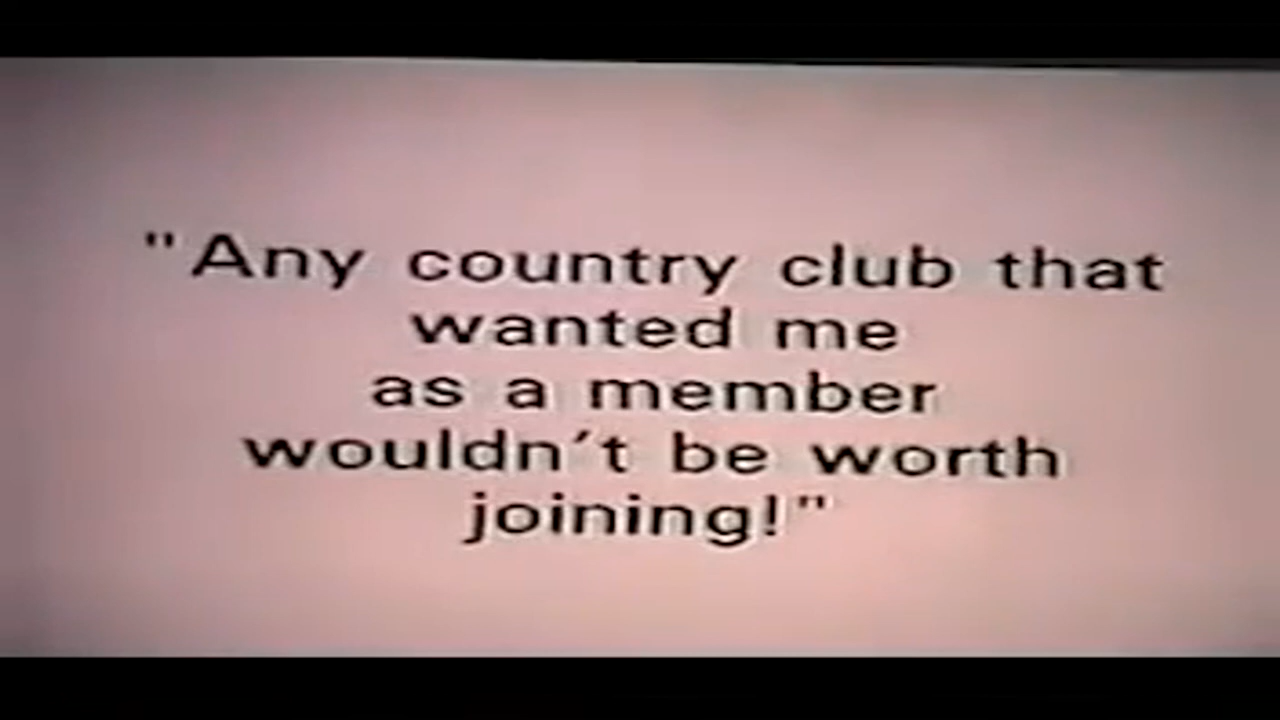 "Any country club that
wanted me
as a member
wouldn't be worth
joining!"